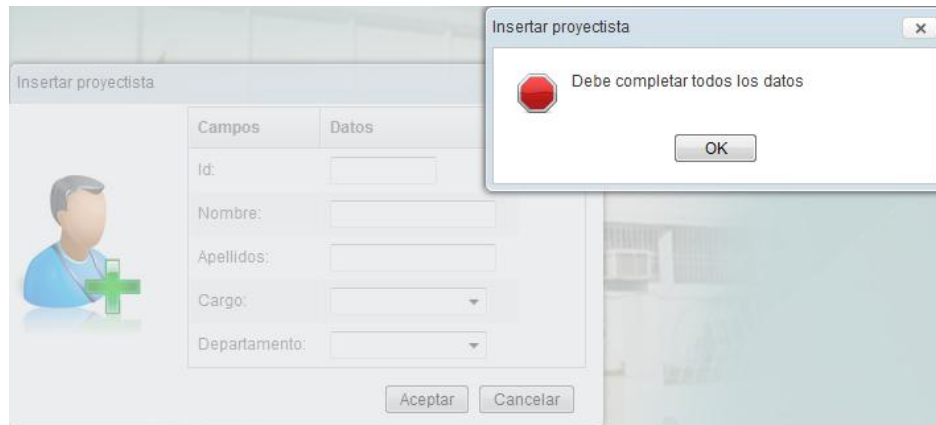 Insertar proyectista
Debe completar todos los datos
OK
Insertar proyectista
Campos Datos
Id:
Nombre:
Apellidos:
Cargo:
Departamento:
Aceptar Cancelar